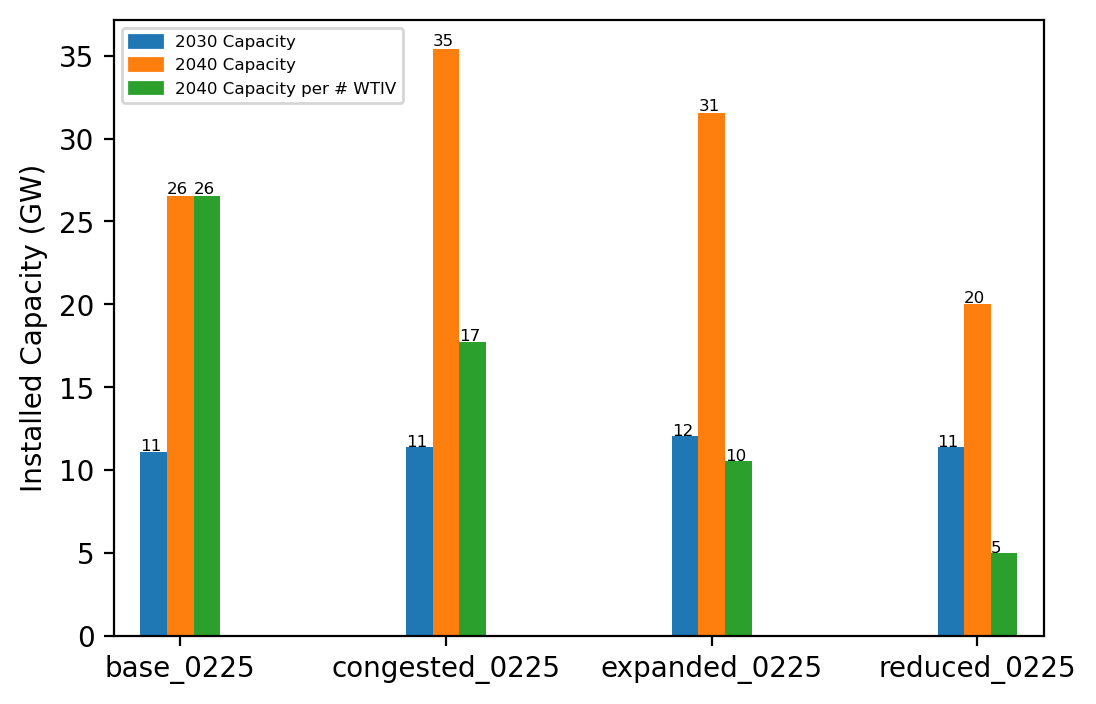 2030 Capacity
2040 Capacity
2040 Capacity per # WTIV
Installed Capacity (GW)
35
30
25
20
15
10
5
0
11
26
26
11
35
17
12
31
10
11
20
5
base_0225
congested_0225
expanded_0225
reduced_0225